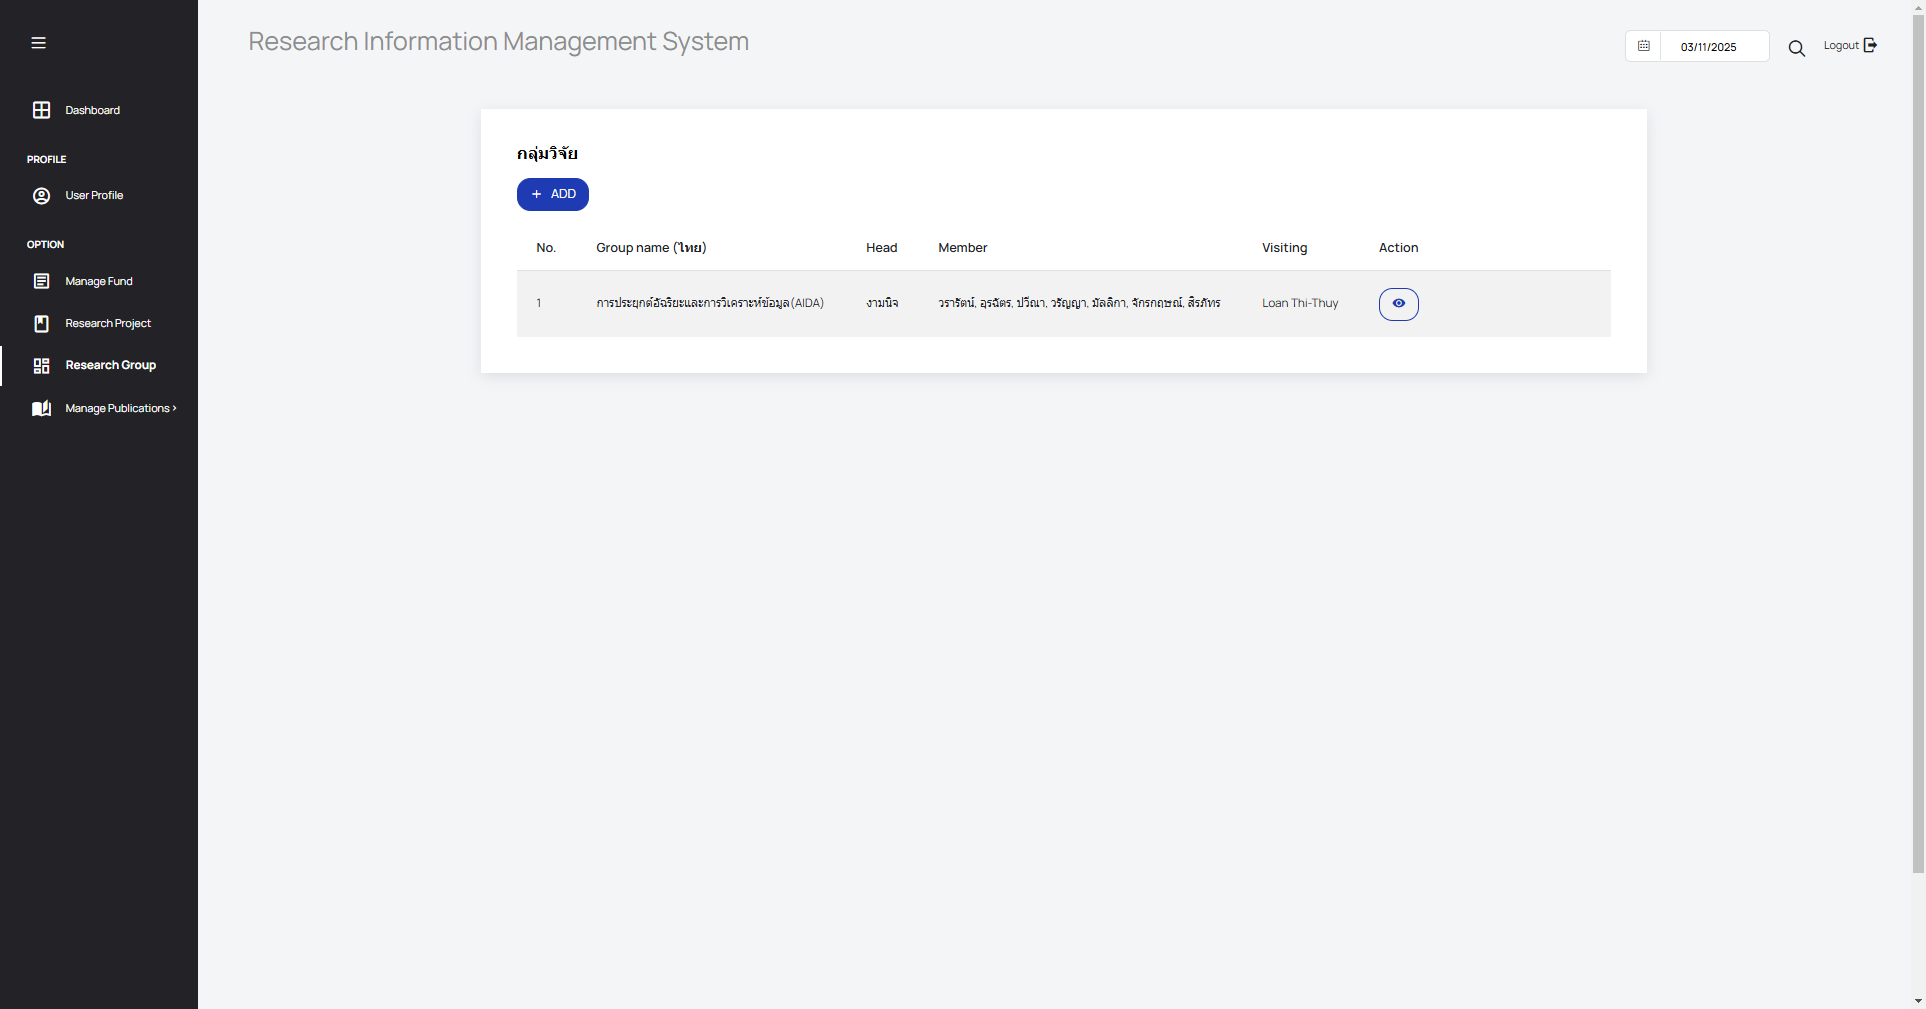 Research Information Management System
03/11/2025
Logout
Dashboard
PROFILE
User Profile
OPTION
Manage Fund
Research Project
Research Group
Manage Publications
กลุ่มวิจัย
+ ADD
No. Group name (ไทย) Head Member Visiting Action
1 การประยุกต์อัจฉริยะและการวิเคราะห์ข้อมูล(AIDA) งามนิจ วรารัตน์, อุรฉัตร, ปวีณา, วรัญญา, มัลลิกา, จักรกฤษณ์, สิรภัทร Loan Thi-Thuy